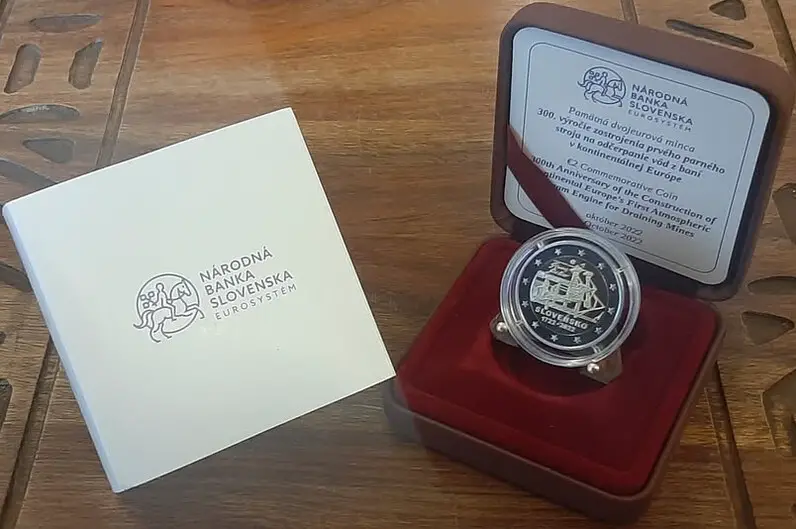 NÁRODNÁ
BANKA
SLOVENSKA
EUROSYSTÉM
NÁRODNÁ
BANKA
SLOVENSKA
EUROSYSTÉM
Pamätná dvojeurová minca
300. výročie zostrojenia prvého parného
stroja na odčerpanie vôd z baní
v kontinentálnej Európe
€2 Commemorative Coin
300th Anniversary of the Construction of
Continental Europe's First Atmospheric
Steam Engine for Draining Mines
október 2022
October 2022
SLOVENSKO
1722-2022